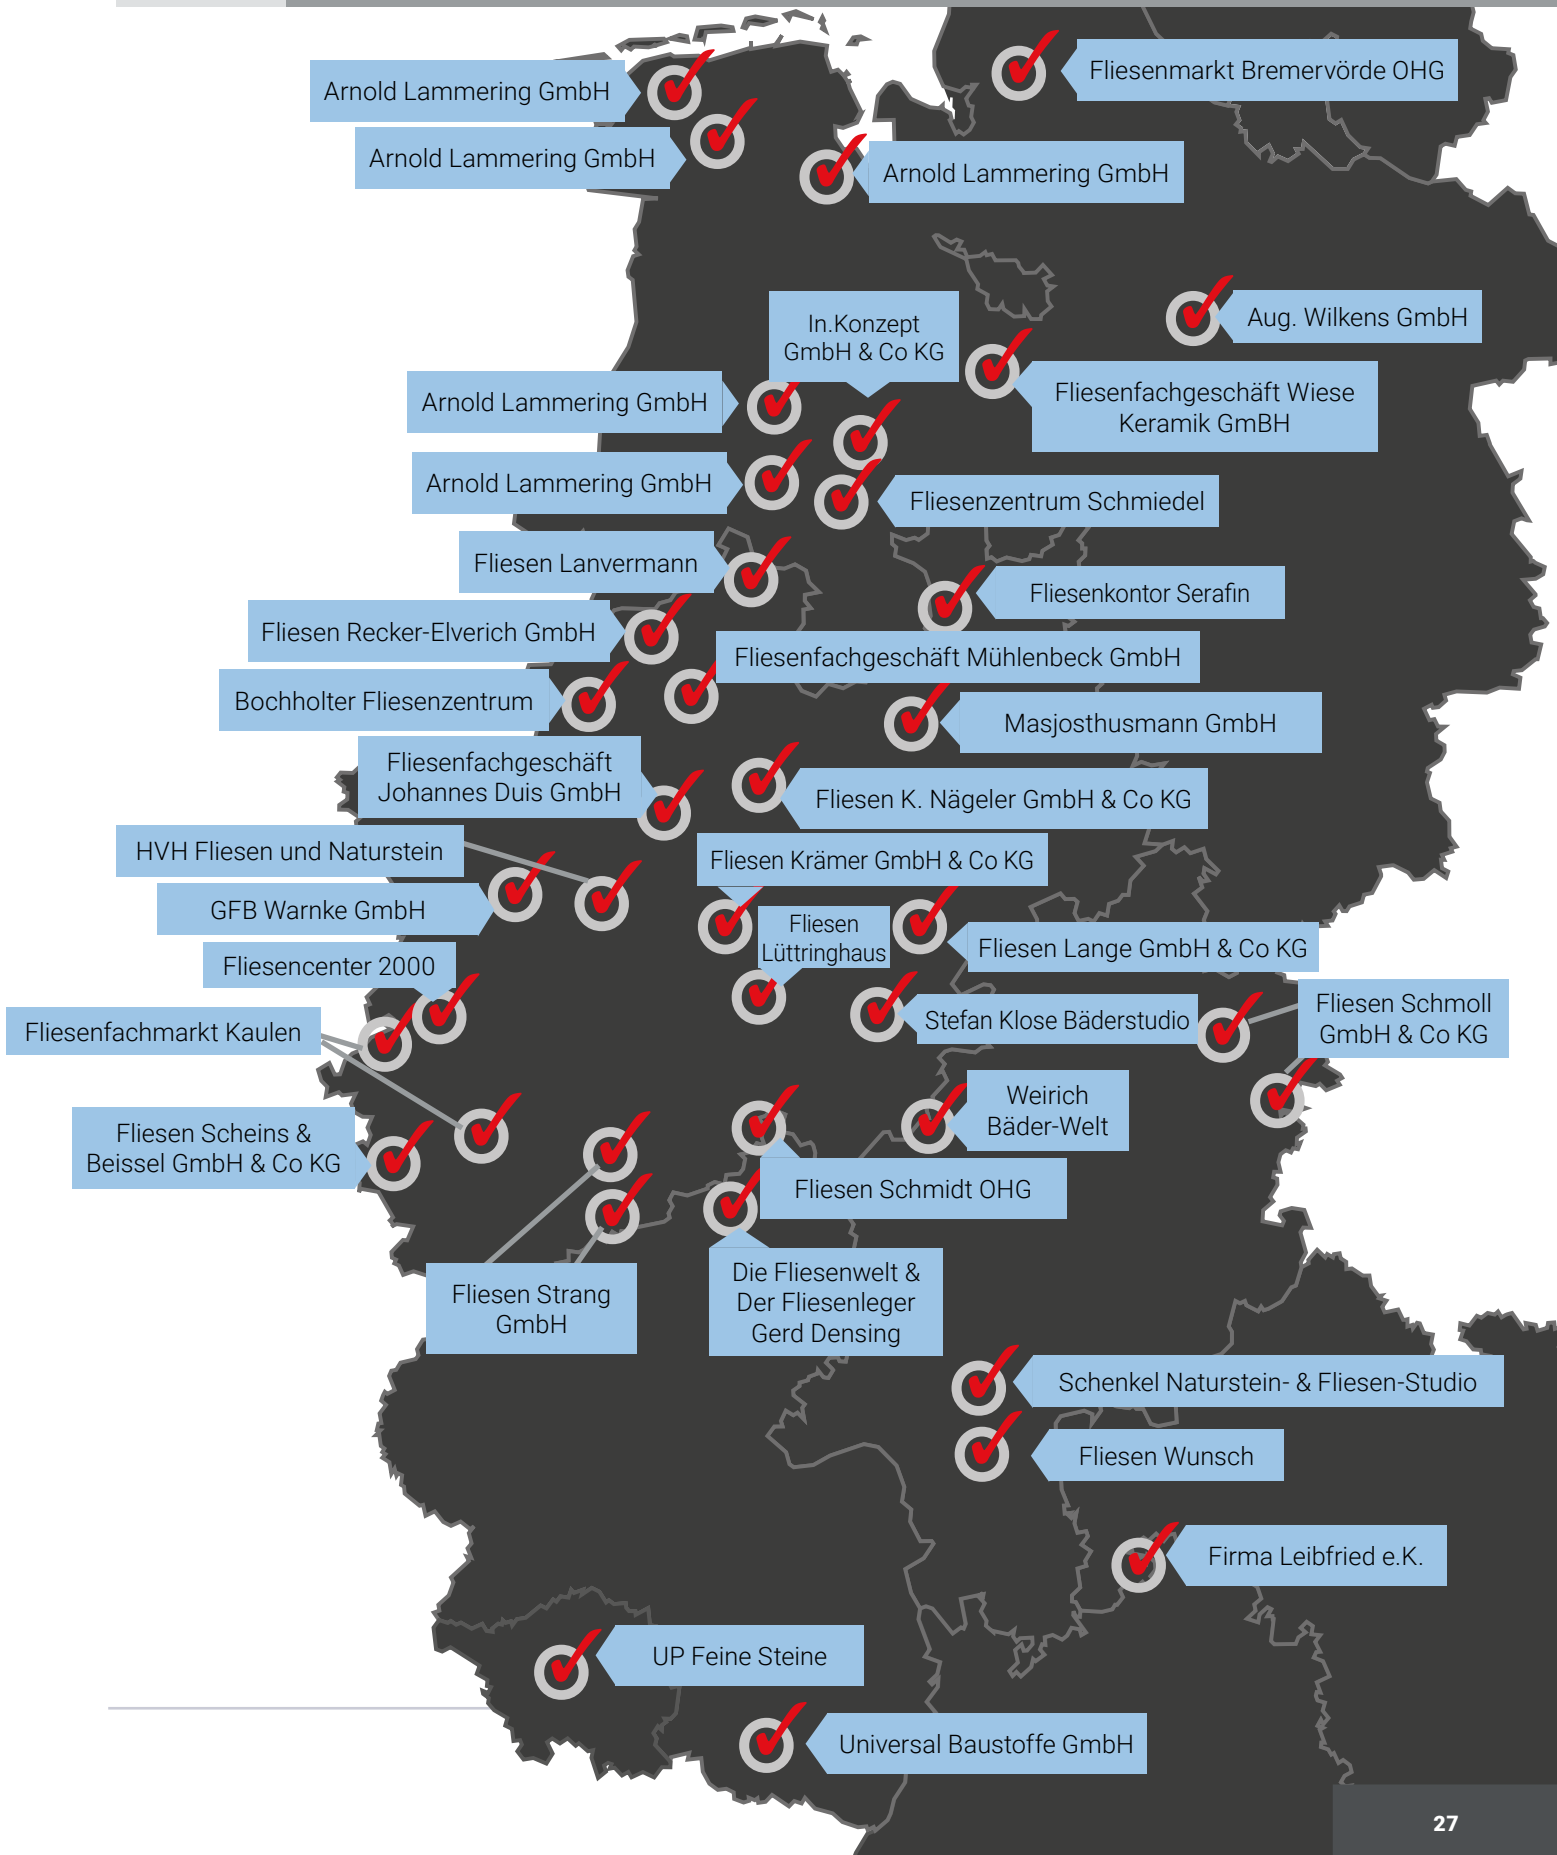 Fliesenmarkt Bremervörde OHG
Arnold Lammering GmbH
Arnold Lammering GmbH
Arnold Lammering GmbH
Aug. Wilkens GmbH
In.Konzept
GmbH & Co KG
Fliesenfachgeschäft Wiese
Keramik GmBH
Arnold Lammering GmbH
Arnold Lammering GmbH
Fliesenzentrum Schmiedel
Fliesen Lanvermann
Fliesenkontor Serafin
Fliesen Recker-Elverich GmbH
Fliesenfachgeschäft Mühlenbeck GmbH
Bochholter Fliesenzentrum
Masjosthusmann GmbH
Fliesenfachgeschäft
Johannes Duis GmbH
Fliesen K. Nägeler GmbH & Co KG
HVH Fliesen und Naturstein
Fliesen Krämer GmbH & Co KG
GFB Warnke GmbH
Fliesen
Lüttringhaus
Fliesen Lange GmbH & Co KG
Fliesencenter 2000
Fliesen Schmoll
GmbH & Co KG
Stefan Klose Bäderstudio
Fliesenfachmarkt Kaulen
Weirich
Bäder-Welt
Fliesen Scheins &
Beissel GmbH & Co KG
Fliesen Schmidt OHG
Fliesen Strang
GmbH
Die Fliesenwelt &
Der Fliesenleger
Gerd Densing
Schenkel Naturstein- & Fliesen-Studio
Fliesen Wunsch
Firma Leibfried e.K.
UP Feine Steine
Universal Baustoffe GmbH
27